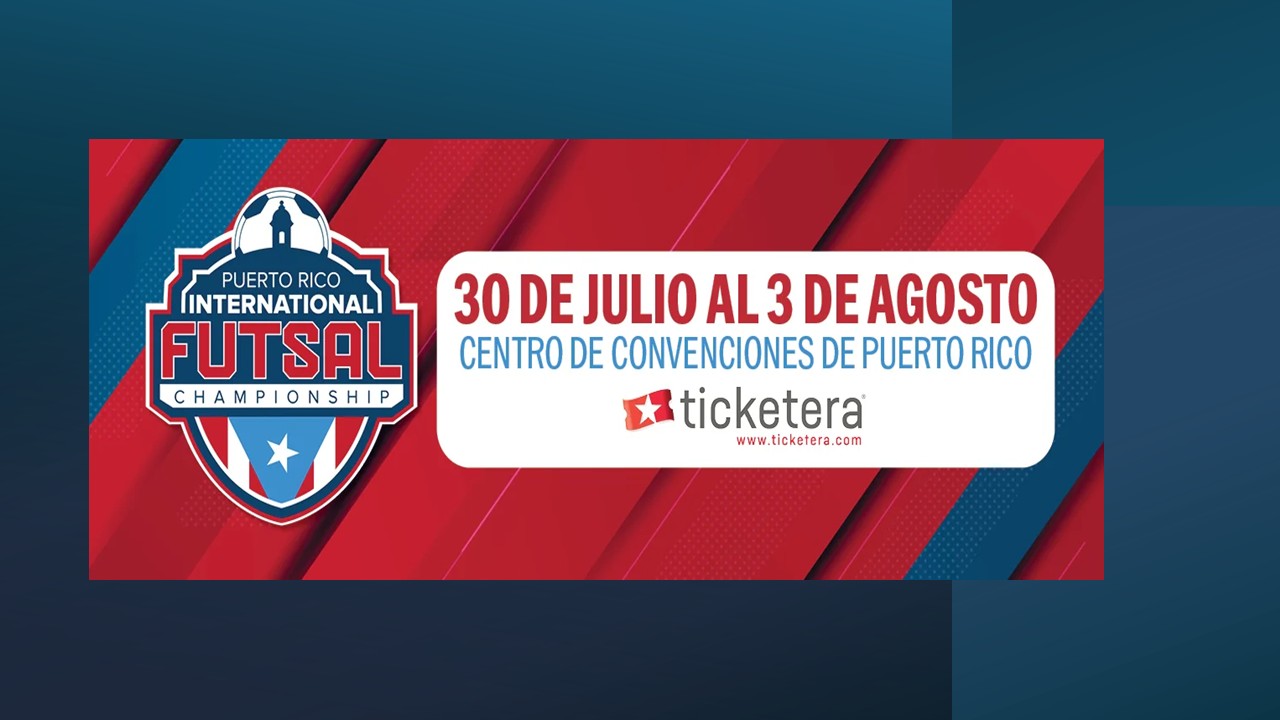 PUERTO RICO
INTERNATIONAL
FUTSAL
CHAMPIONSHIP
30 DE JULIO AL 3 DE AGOSTO
CENTRO DE CONVENCIONES DE PUERTO RICO
ticketera
www.ticketera.com